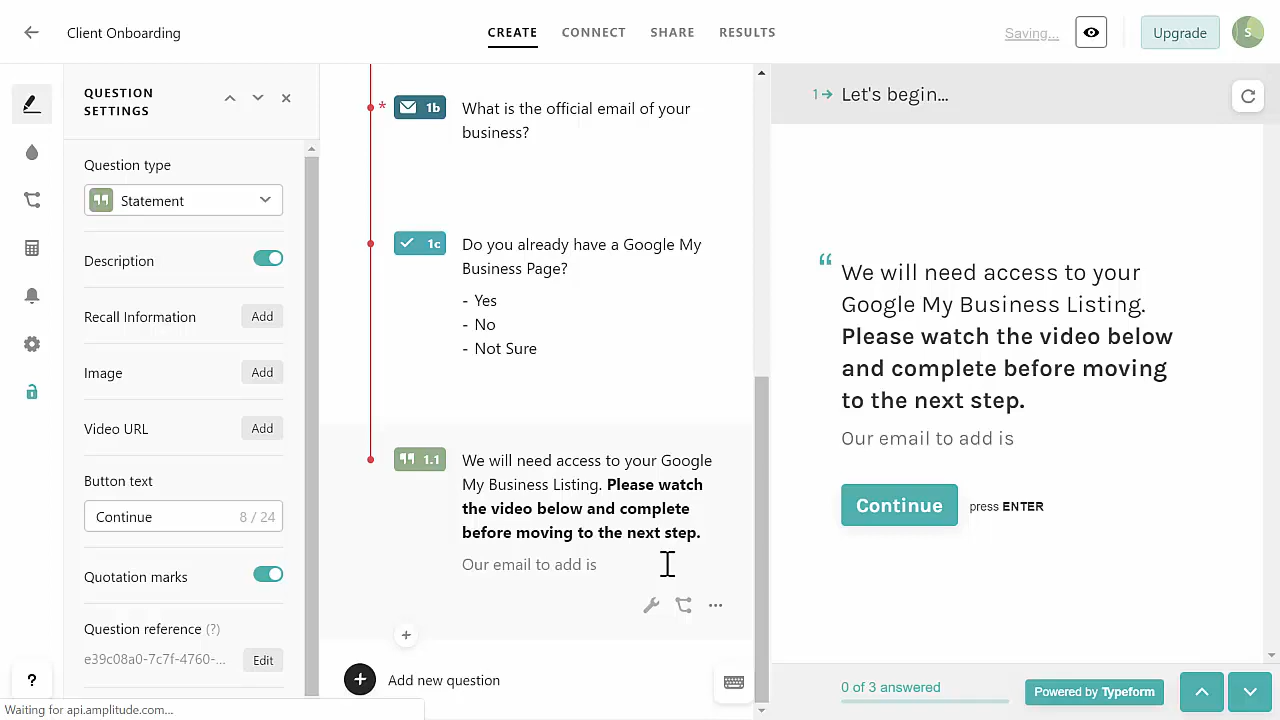 Client Onboarding
CREATE
CONNECT
SHARE
RESULTS
Saving...
Upgrade
S
QUESTION
SETTINGS
Question type
Statement
Description
Recall Information
Add
Image
Add
Video URL
Add
Button text
Continue
8 / 24
Quotation marks
Question reference (?)
e39c08a0-7c7f-4760-...
Edit
?
Waiting for api.amplitude.com...
* 1b
What is the official email of your
business?
1c
Do you already have a Google My
Business Page?
- Yes
- No
- Not Sure
1.1
We will need access to your Google
My Business Listing. Please watch
the video below and complete
before moving to the next step.
Our email to add is
Add new question
1 → Let's begin...
“
We will need access to your
Google My Business Listing.
Please watch the video below
and complete before moving
to the next step.
Our email to add is
Continue
press ENTER
0 of 3 answered
Powered by Typeform